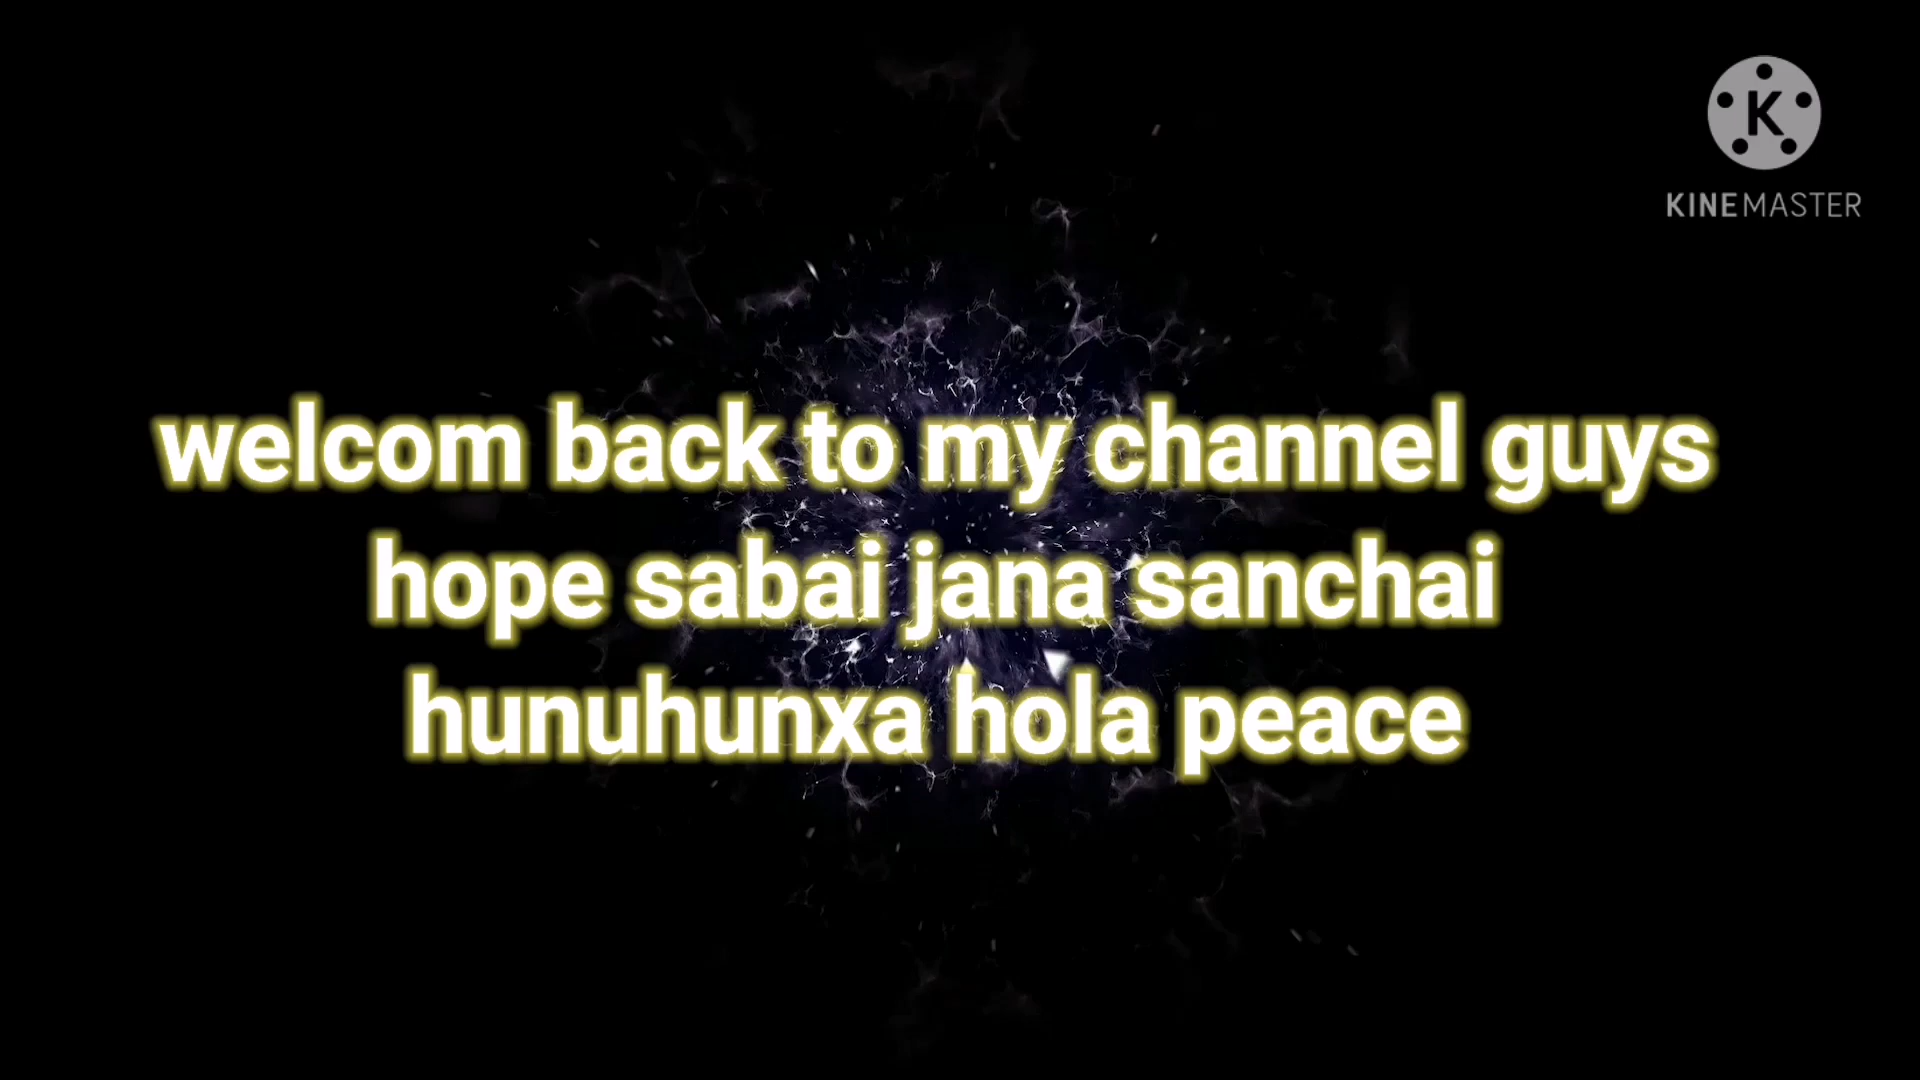 K
KINEMASTER
welcom back to my channel guys
hope sabai jana sanchai
hunuhunxa hola peace